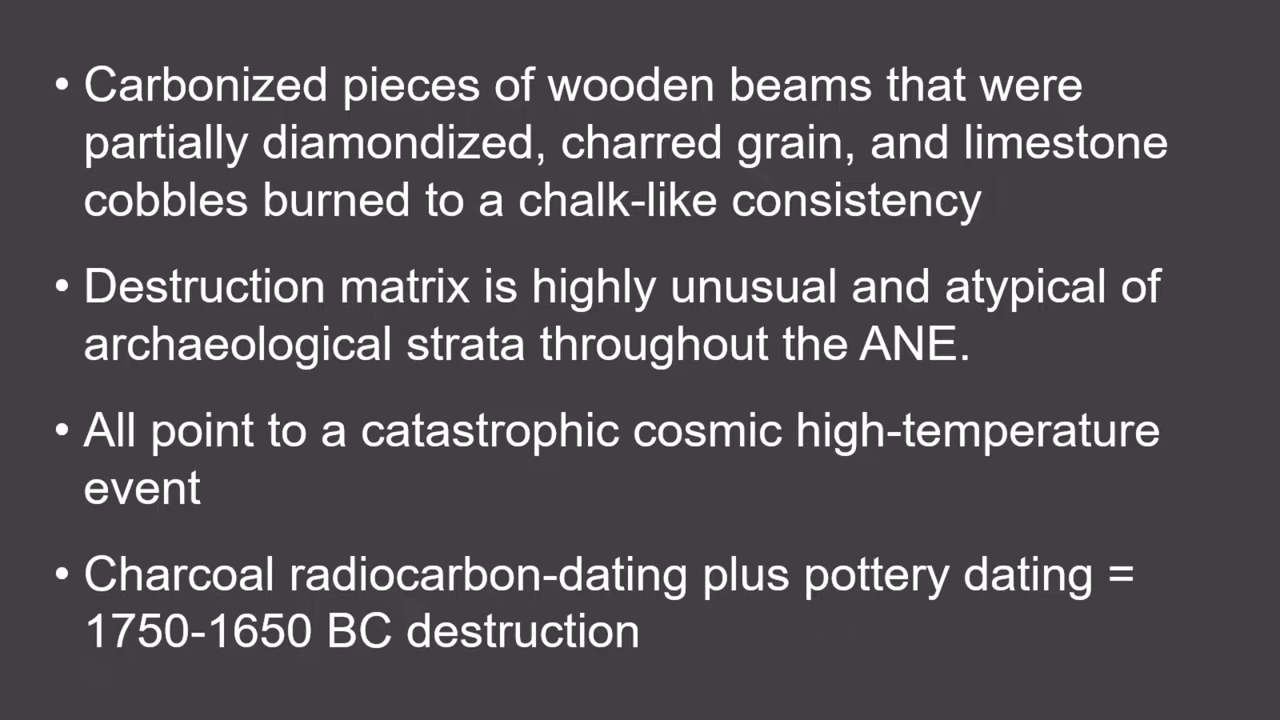 • Carbonized pieces of wooden beams that were
partially diamondized, charred grain, and limestone
cobbles burned to a chalk-like consistency
• Destruction matrix is highly unusual and atypical of
archaeological strata throughout the ANE.
• All point to a catastrophic cosmic high-temperature
event
• Charcoal radiocarbon-dating plus pottery dating =
1750-1650 BC destruction